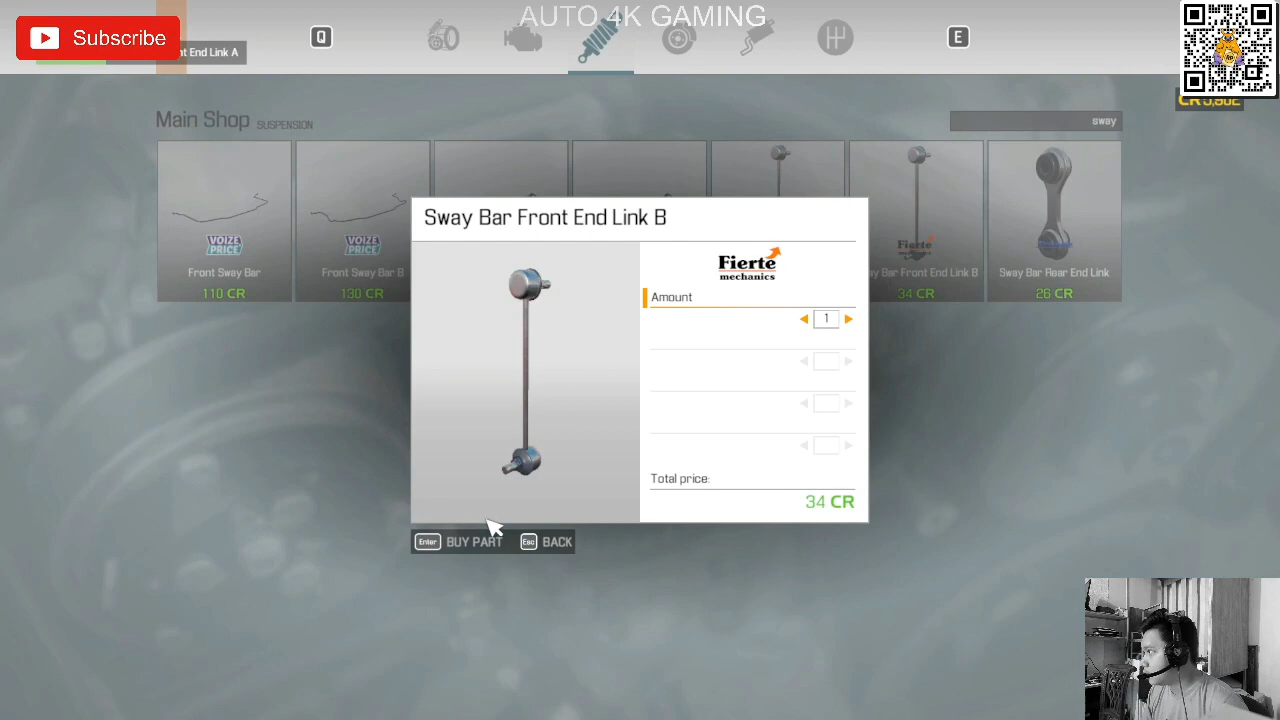 AUTO 4K GAMING
Subscribe
nt End Link A
Q
E
Main Shop SUSPENSION
sway
Sway Bar Front End Link B
VOIZE PRICE
Front Sway Bar
110 CR
VOIZE PRICE
Front Sway Bar B
130 CR
Fierte
mechanics
Amount
1
Total price:
34 CR
Fierte
ay Bar Front End Link B
34 CR
Sway Bar Rear End Link
26 CR
Enter BUY PART Esc BACK